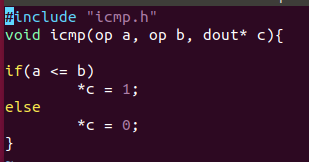 #include "icmp.h"
void icmp(op a, op b, dout* c){

if(a <= b)
        *c = 1;
else
        *c = 0;
}